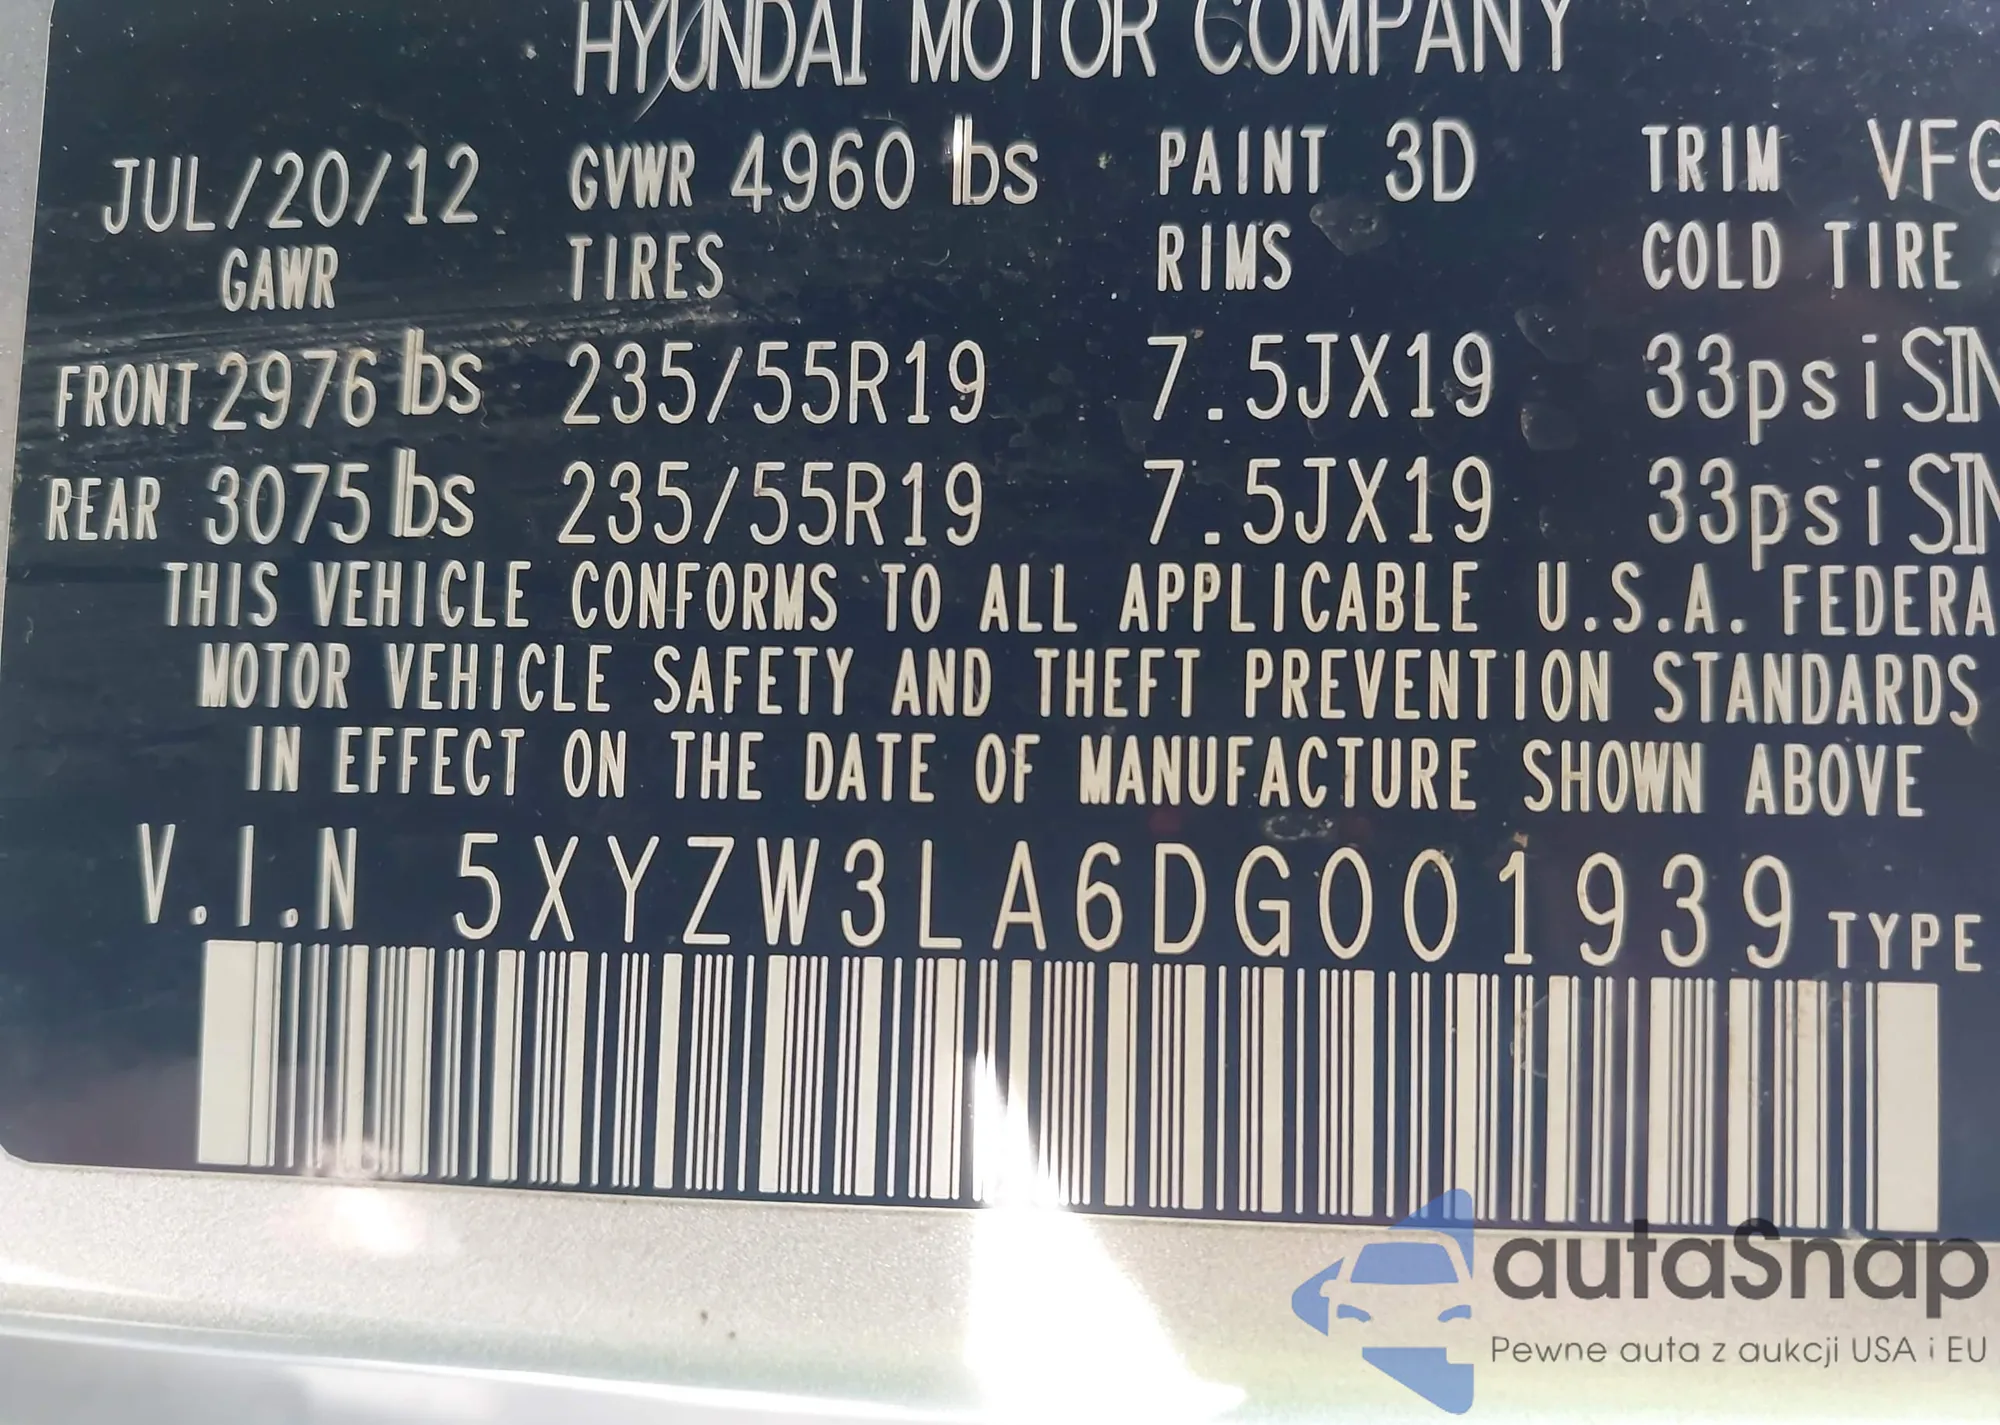 HYUNDAI MOTOR COMPANY
JUL/20/12 GVWR 4960 lbs PAINT 3D TRIM VFG
GAWR TIRES RIMS COLD TIRE
FRONT 2976 lbs 235/55R19 7.5JX19 33psi SIN
REAR 3075 lbs 235/55R19 7.5JX19 33psi SIN
THIS VEHICLE CONFORMS TO ALL APPLICABLE U.S.A. FEDERA
MOTOR VEHICLE SAFETY AND THEFT PREVENTION STANDARDS
IN EFFECT ON THE DATE OF MANUFACTURE SHOWN ABOVE
V.I.N 5XYZW3LA6DG001939 TYPE
autaSnap
Pewne auta z aukcji USA i EU